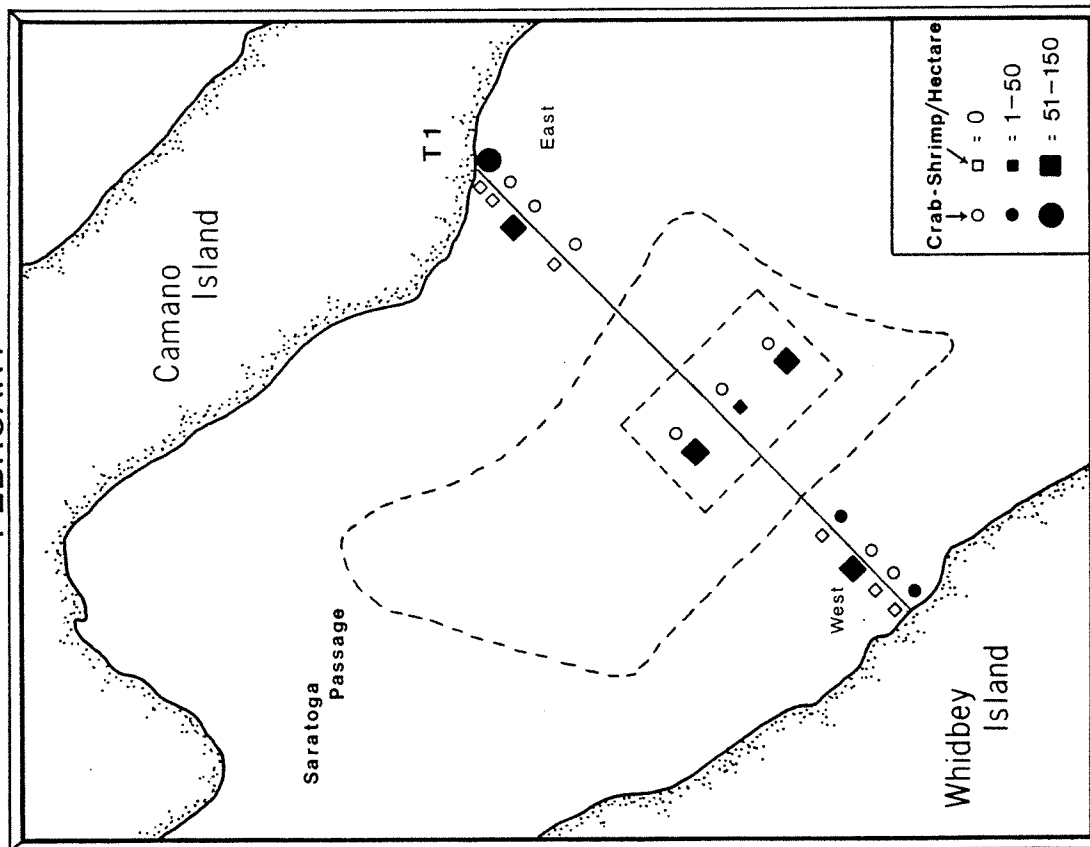 Camano
Island
T1
East
Saratoga
Passage
West
Whidbey
Island
Crab-Shrimp/Hectare
= 0
= 1-50
= 51-150